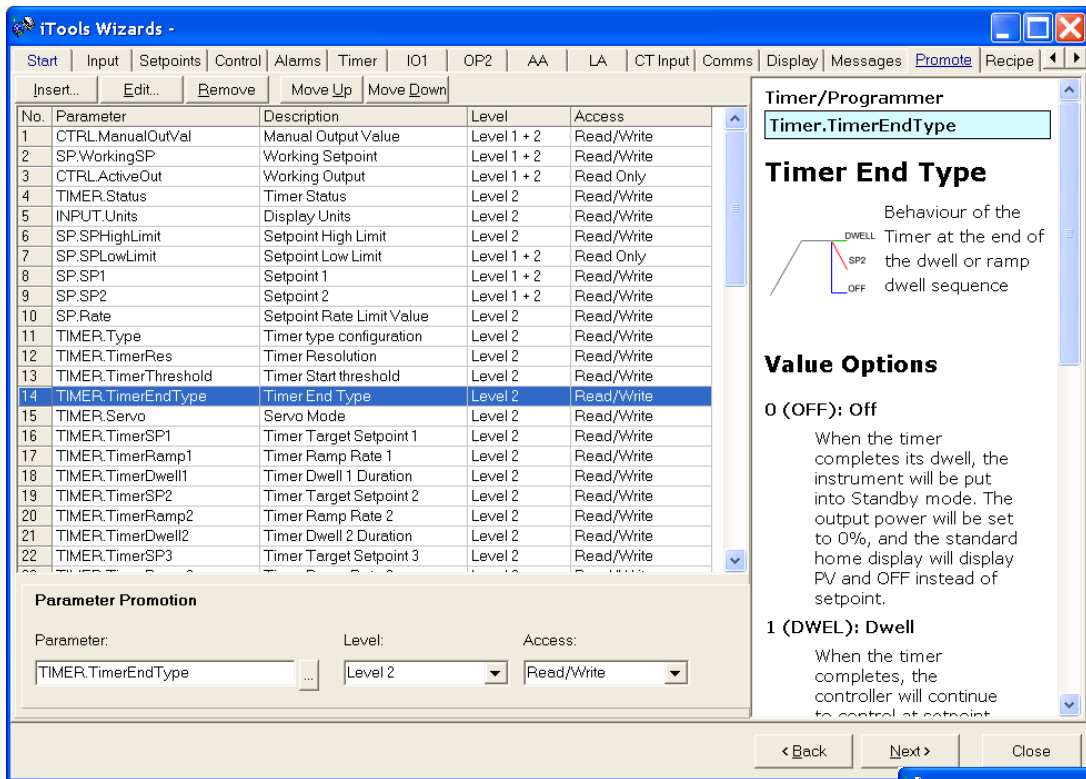 iTools Wizards -
Start Input Setpoints Control Alarms Timer IO1 OP2 AA LA CT Input Comms Display Messages Promote Recipe
Insert... Edit... Remove Move Up Move Down
No. Parameter Description Level Access
1 CTRL.ManualOutVal Manual Output Value Level 1 + 2 Read/Write
2 SP.WorkingSP Working Setpoint Level 1 + 2 Read/Write
3 CTRL.ActiveOut Working Output Level 1 + 2 Read Only
4 TIMER.Status Timer Status Level 2 Read/Write
5 INPUT.Units Display Units Level 2 Read/Write
6 SP.SPHighLimit Setpoint High Limit Level 2 Read/Write
7 SP.SPLowLimit Setpoint Low Limit Level 1 + 2 Read Only
8 SP.SP1 Setpoint 1 Level 1 + 2 Read/Write
9 SP.SP2 Setpoint 2 Level 1 + 2 Read/Write
10 SP.Rate Setpoint Rate Limit Value Level 2 Read/Write
11 TIMER.Type Timer type configuration Level 2 Read/Write
12 TIMER.TimerRes Timer Resolution Level 2 Read/Write
13 TIMER.TimerThreshold Timer Start threshold Level 2 Read/Write
14 TIMER.TimerEndType Timer End Type Level 2 Read/Write
15 TIMER.Servo Servo Mode Level 2 Read/Write
16 TIMER.TimerSP1 Timer Target Setpoint 1 Level 2 Read/Write
17 TIMER.TimerRamp1 Timer Ramp Rate 1 Level 2 Read/Write
18 TIMER.TimerDwell1 Timer Dwell 1 Duration Level 2 Read/Write
19 TIMER.TimerSP2 Timer Target Setpoint 2 Level 2 Read/Write
20 TIMER.TimerRamp2 Timer Ramp Rate 2 Level 2 Read/Write
21 TIMER.TimerDwell2 Timer Dwell 2 Duration Level 2 Read/Write
22 TIMER.TimerSP3 Timer Target Setpoint 3 Level 2 Read/Write
Parameter Promotion
Parameter: Level: Access:
TIMER.TimerEndType ... Level 2 Read/Write
Timer/Programmer
Timer.TimerEndType
Timer End Type
Behaviour of the
DWELL Timer at the end of
SP2 the dwell or ramp
OFF dwell sequence
Value Options
0 (OFF): Off
When the timer
completes its dwell, the
instrument will be put
into Standby mode. The
output power will be set
to 0%, and the standard
home display will display
PV and OFF instead of
setpoint.
1 (DWEL): Dwell
When the timer
completes, the
controller will continue
to control at setpoint
< Back Next > Close